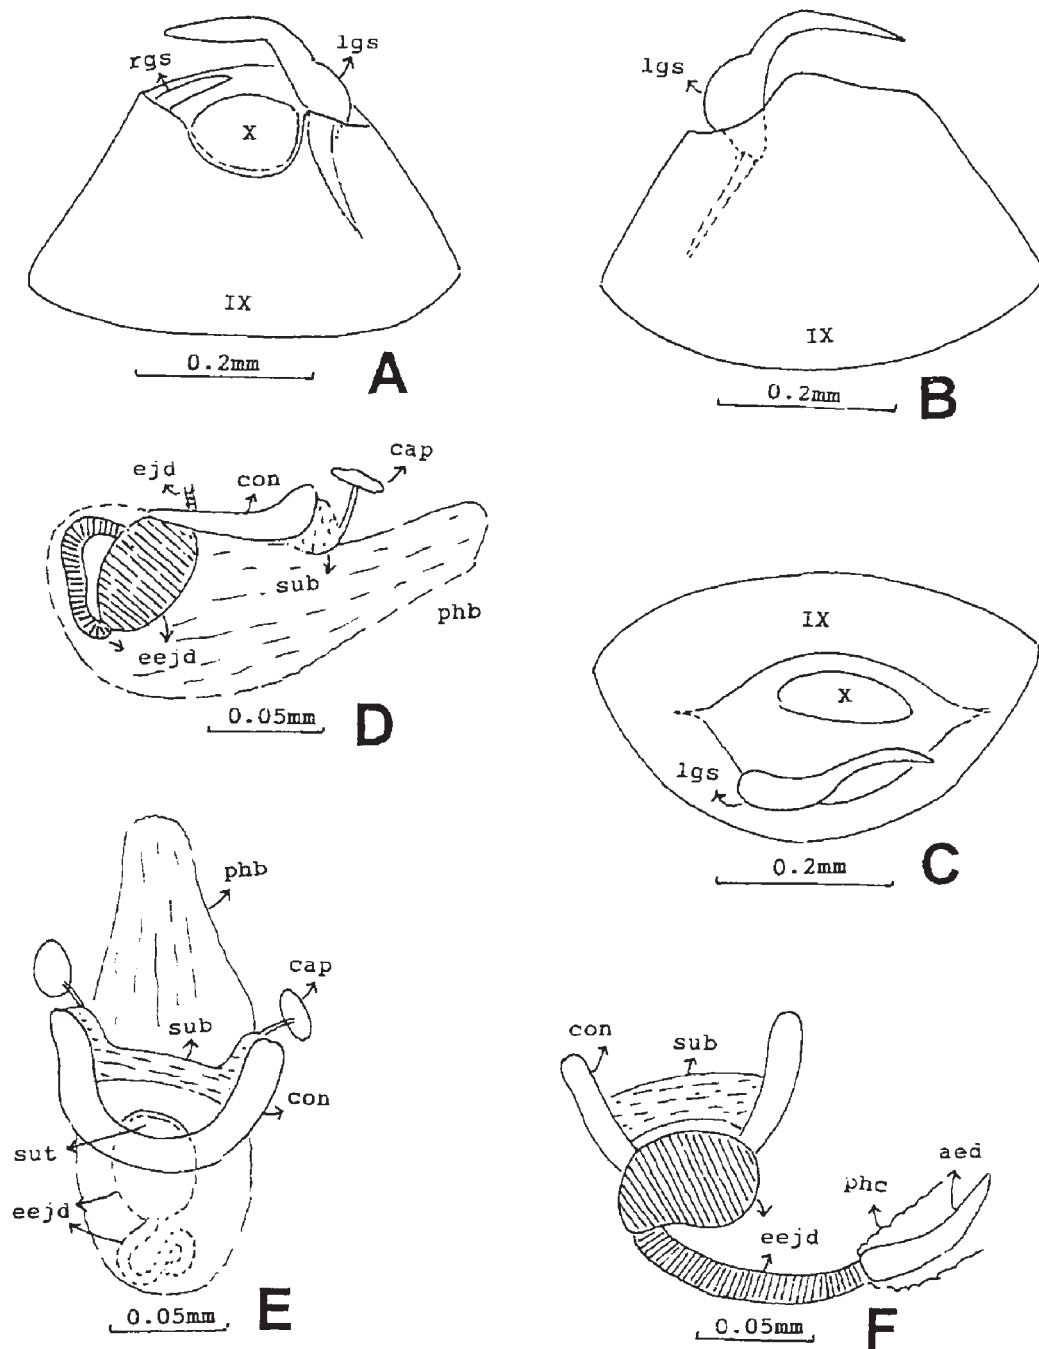 rgs
lgs
X
IX
0.2mm
A
lgs
IX
0.2mm
B
IX
X
lgs
0.2mm
C
ejd
con
cap
sub
phb
eejd
0.05mm
D
phb
cap
sub
con
sut
eejd
0.05mm
E
con
sub
aed
phc
eejd
0.05mm
F